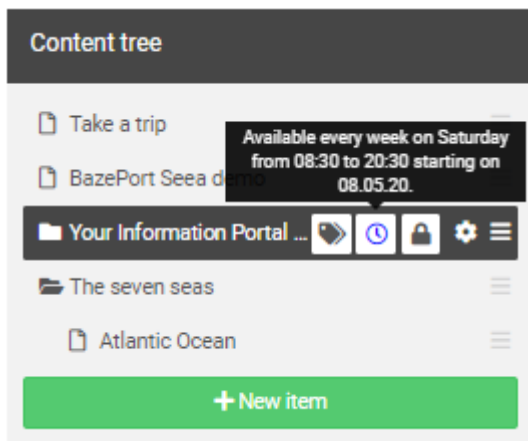 Content tree
Take a trip
Available every week on Saturday
from 08:30 to 20:30 starting on
08.05.20.
BazePort Seea demo
Your Information Portal ...
The seven seas
Atlantic Ocean
New item